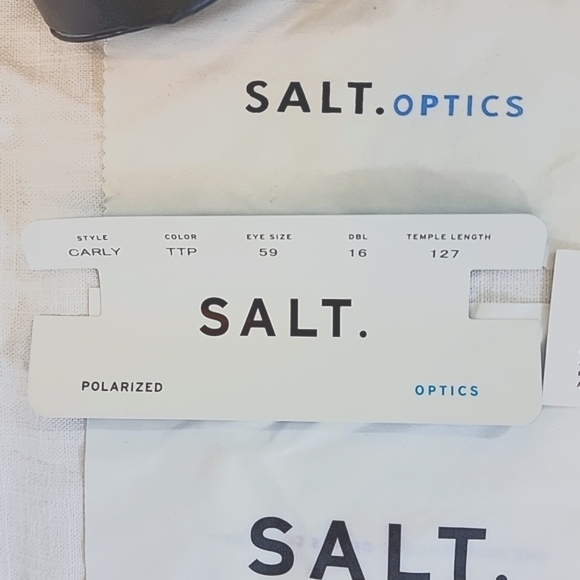 SALT.OPTICS
STYLE COLOR EYE SIZE DBL TEMPLE LENGTH
CARLY TTP 59 16 127
SALT.
POLARIZED OPTICS
SALT.